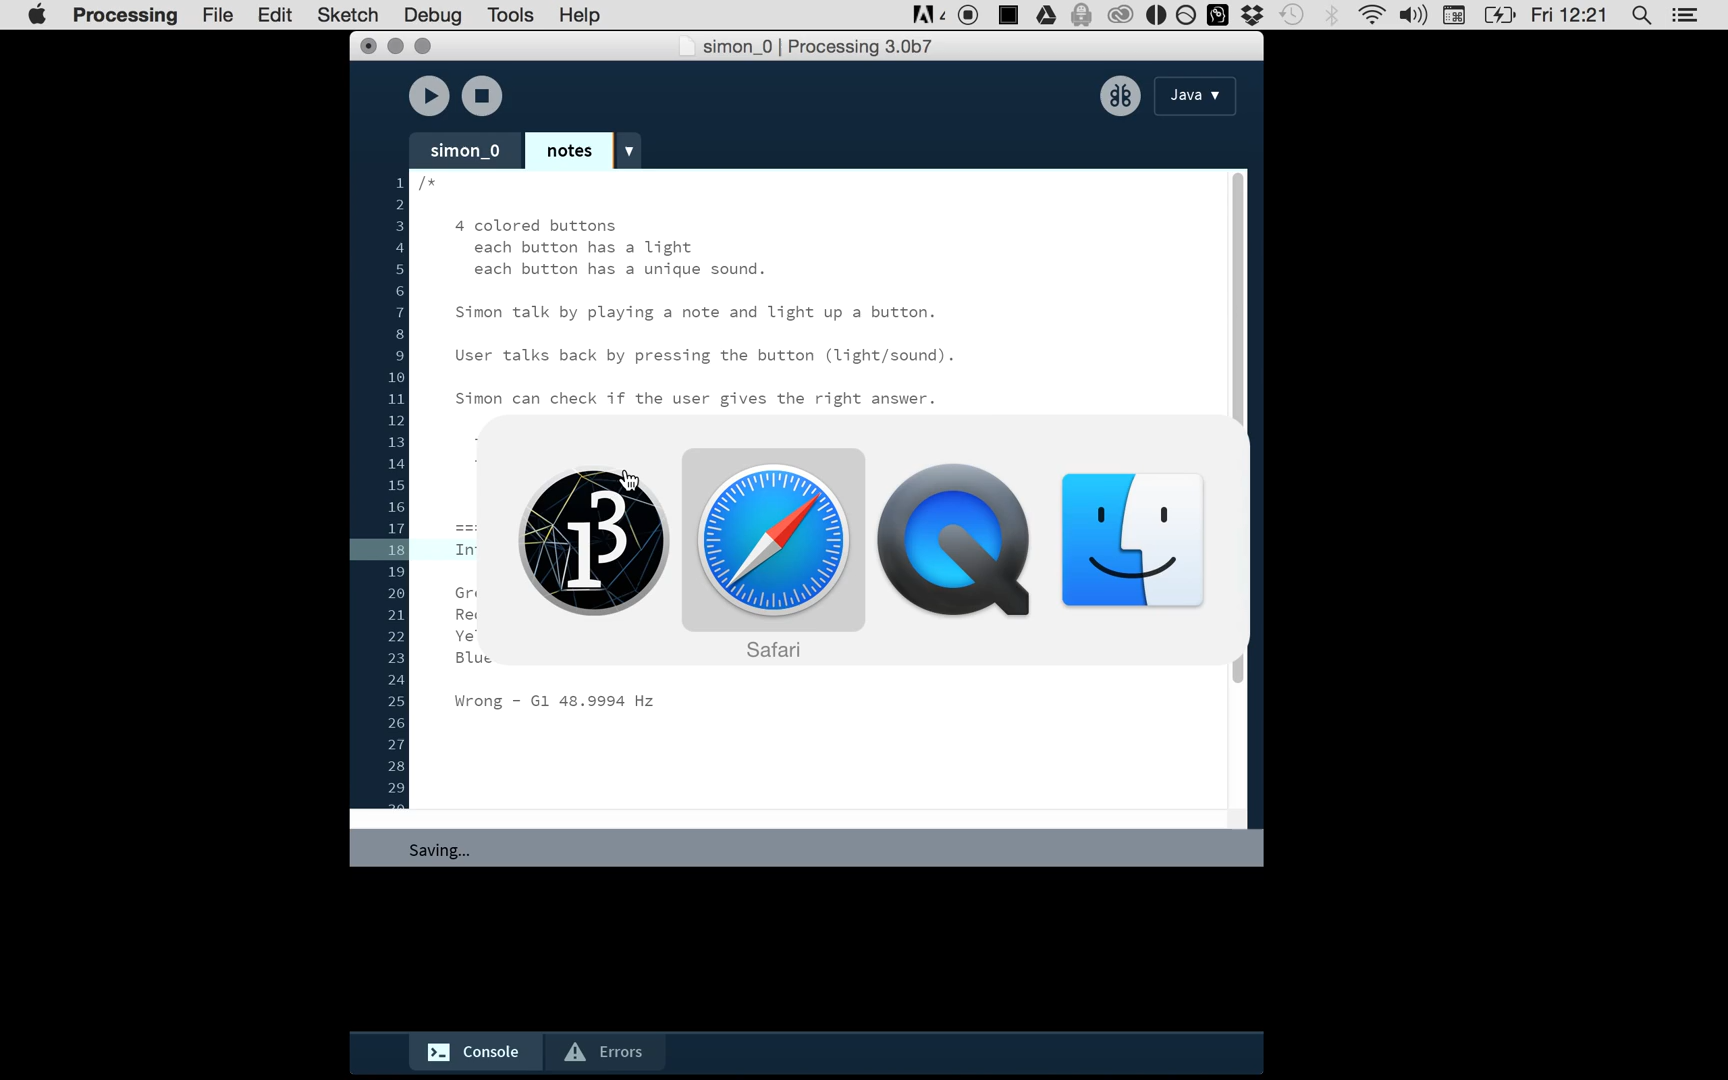 Processing File Edit Sketch Debug Tools Help 4 Fri 12:21
simon_0 | Processing 3.0b7
Java ▼
simon_0 notes ▼
1 /*
2
3 4 colored buttons
4 each button has a light
5 each button has a unique sound.
6
7 Simon talk by playing a note and light up a button.
8
9 User talks back by pressing the button (light/sound).
10
11 Simon can check if the user gives the right answer.
12
13
14
15
16
17 ==
18
19
20
21
22
23 Blue
24
25 Wrong - G1 48.9994 Hz
26
27
28
29
Safari
Saving...
Console Errors